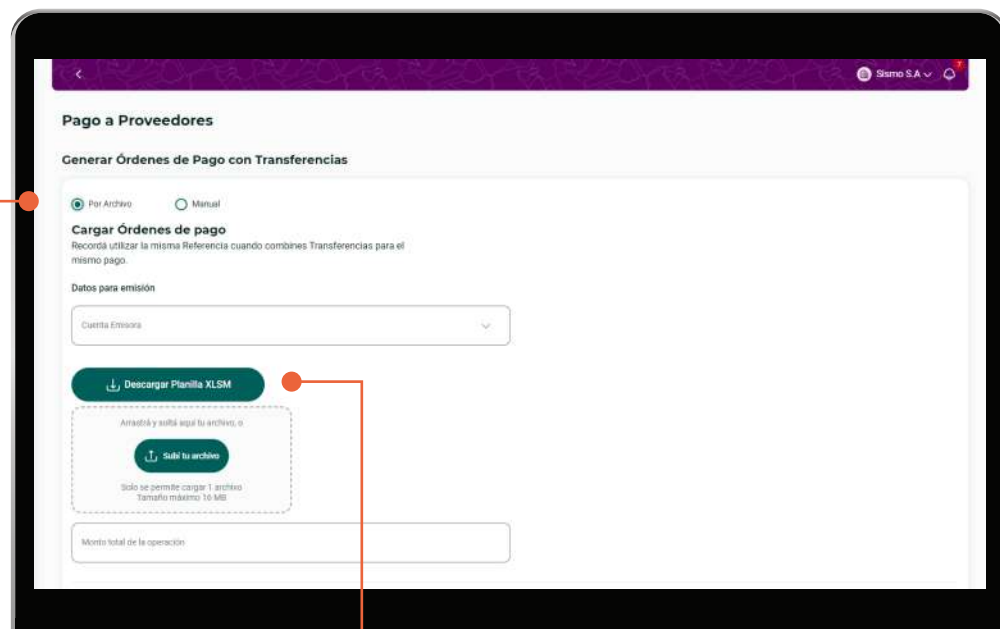 Sismo S.A
7
Pago a Proveedores
Generar Órdenes de Pago con Transferencias
Por Archivo Manual
Cargar Órdenes de pago
Recordá utilizar la misma Referencia cuando combines Transferencias para el
mismo pago.
Datos para emisión
Cuenta Emisora
Descargar Planilla XLSM
Arrastrá y soltá aquí tu archivo, o
Subí tu archivo
Solo se permite cargar 1 archivo
Tamaño máximo 16 MB
Monto total de la operación